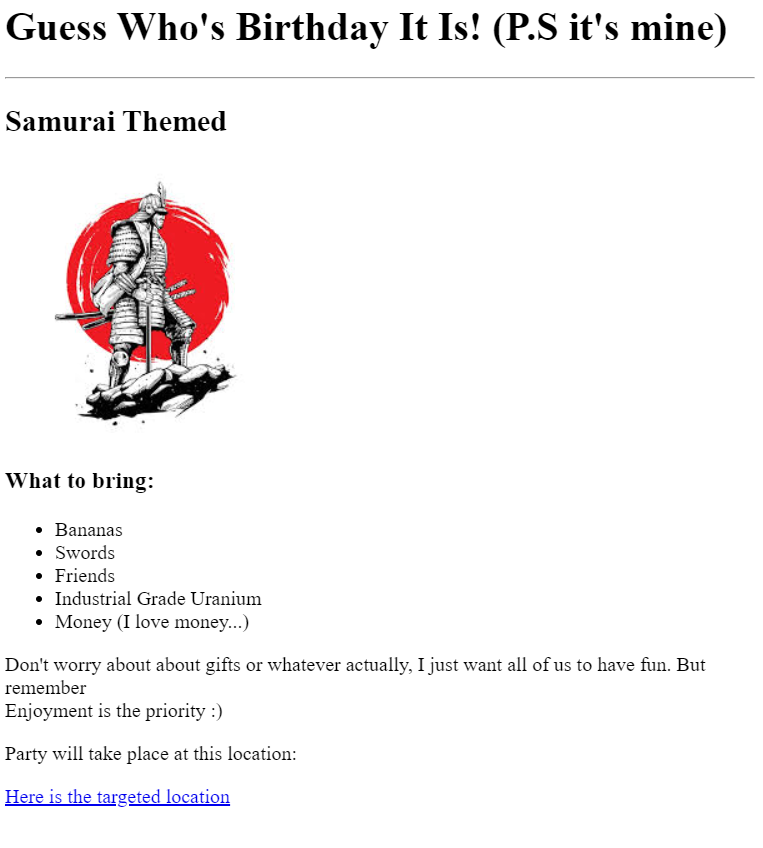 Guess Who's Birthday It Is! (P.S it's mine)
Samurai Themed
What to bring:
• Bananas
• Swords
• Friends
• Industrial Grade Uranium
• Money (I love money...)
Don't worry about about gifts or whatever actually, I just want all of us to have fun. But
remember
Enjoyment is the priority :)
Party will take place at this location:
Here is the targeted location